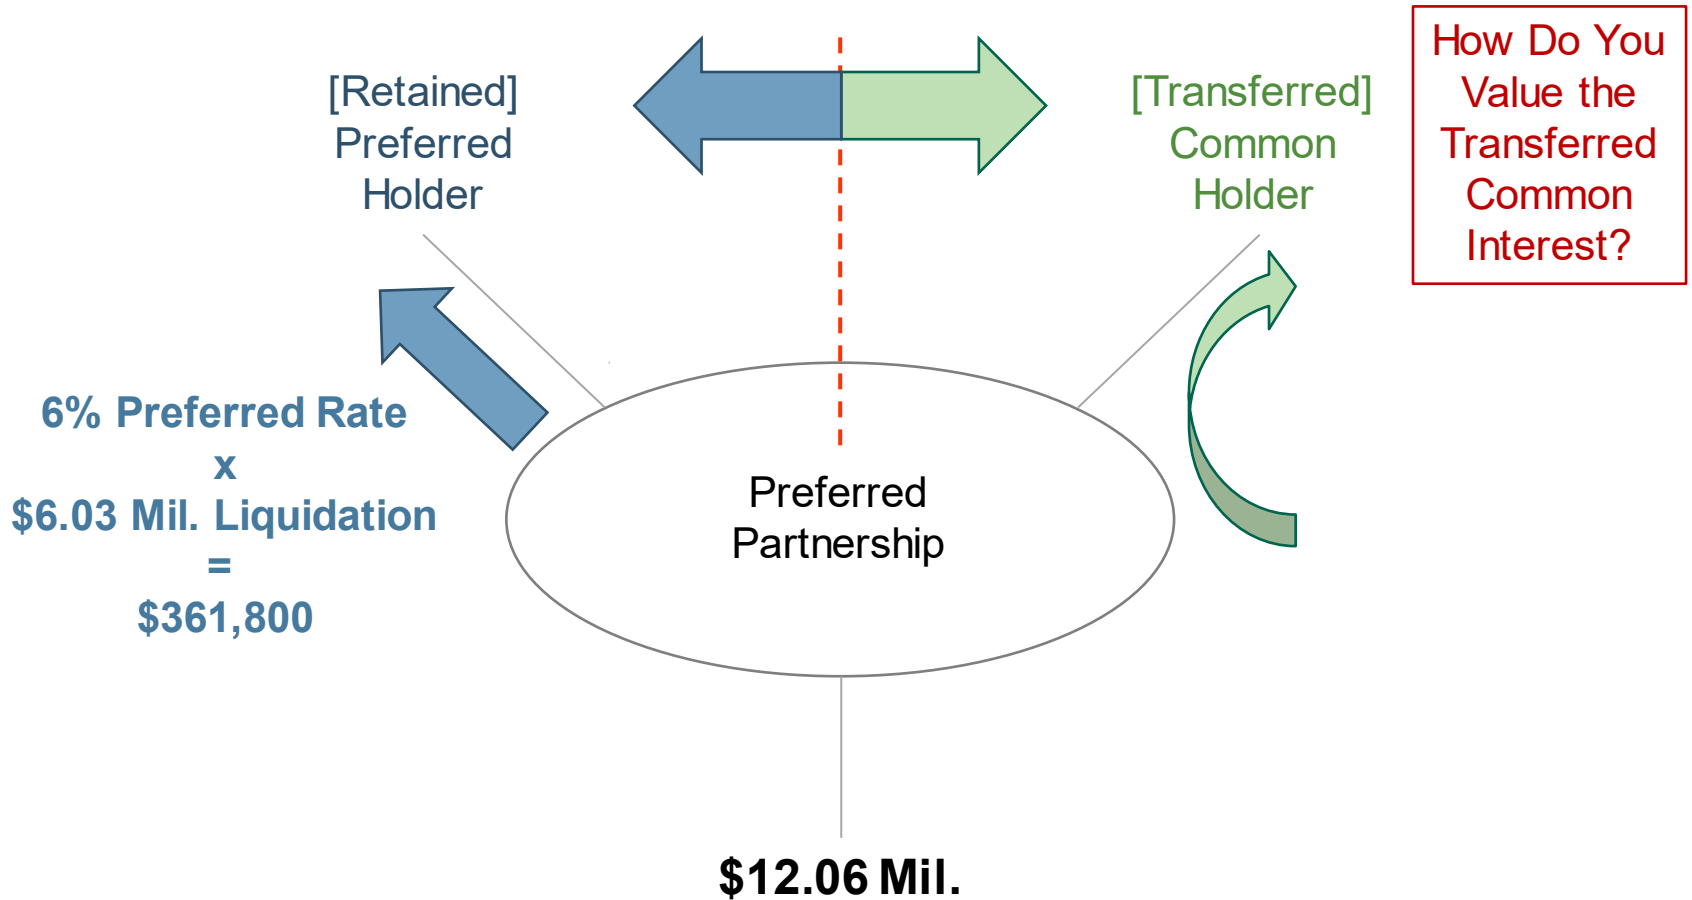 [Retained]
Preferred
Holder
[Transferred]
Common
Holder
How Do You
Value the
Transferred
Common
Interest?
6% Preferred Rate
x
$6.03 Mil. Liquidation
=
$361,800
Preferred
Partnership
$12.06 Mil.